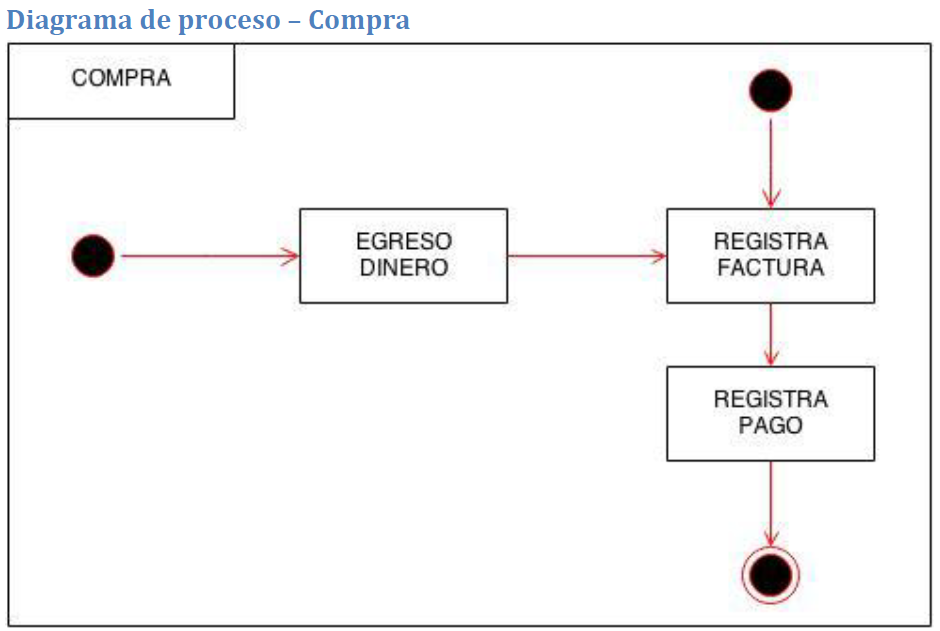 Diagrama de proceso – Compra
COMPRA
EGRESO
DINERO
REGISTRA
FACTURA
REGISTRA
PAGO